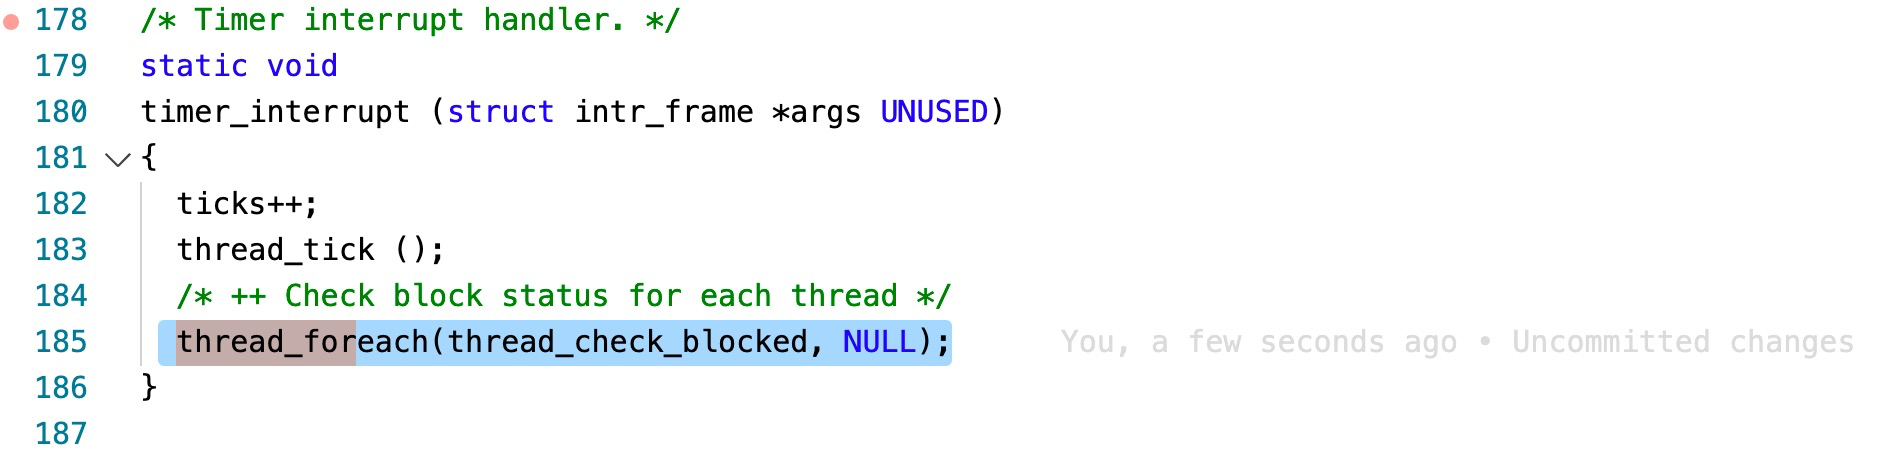 178 /* Timer interrupt handler. */
179 static void
180 timer_interrupt (struct intr_frame *args UNUSED)
181 {
182 ticks++;
183 thread_tick ();
184 /* ++ Check block status for each thread */
185 thread_foreach(thread_check_blocked, NULL); You, a few seconds ago • Uncommitted changes
186 }
187